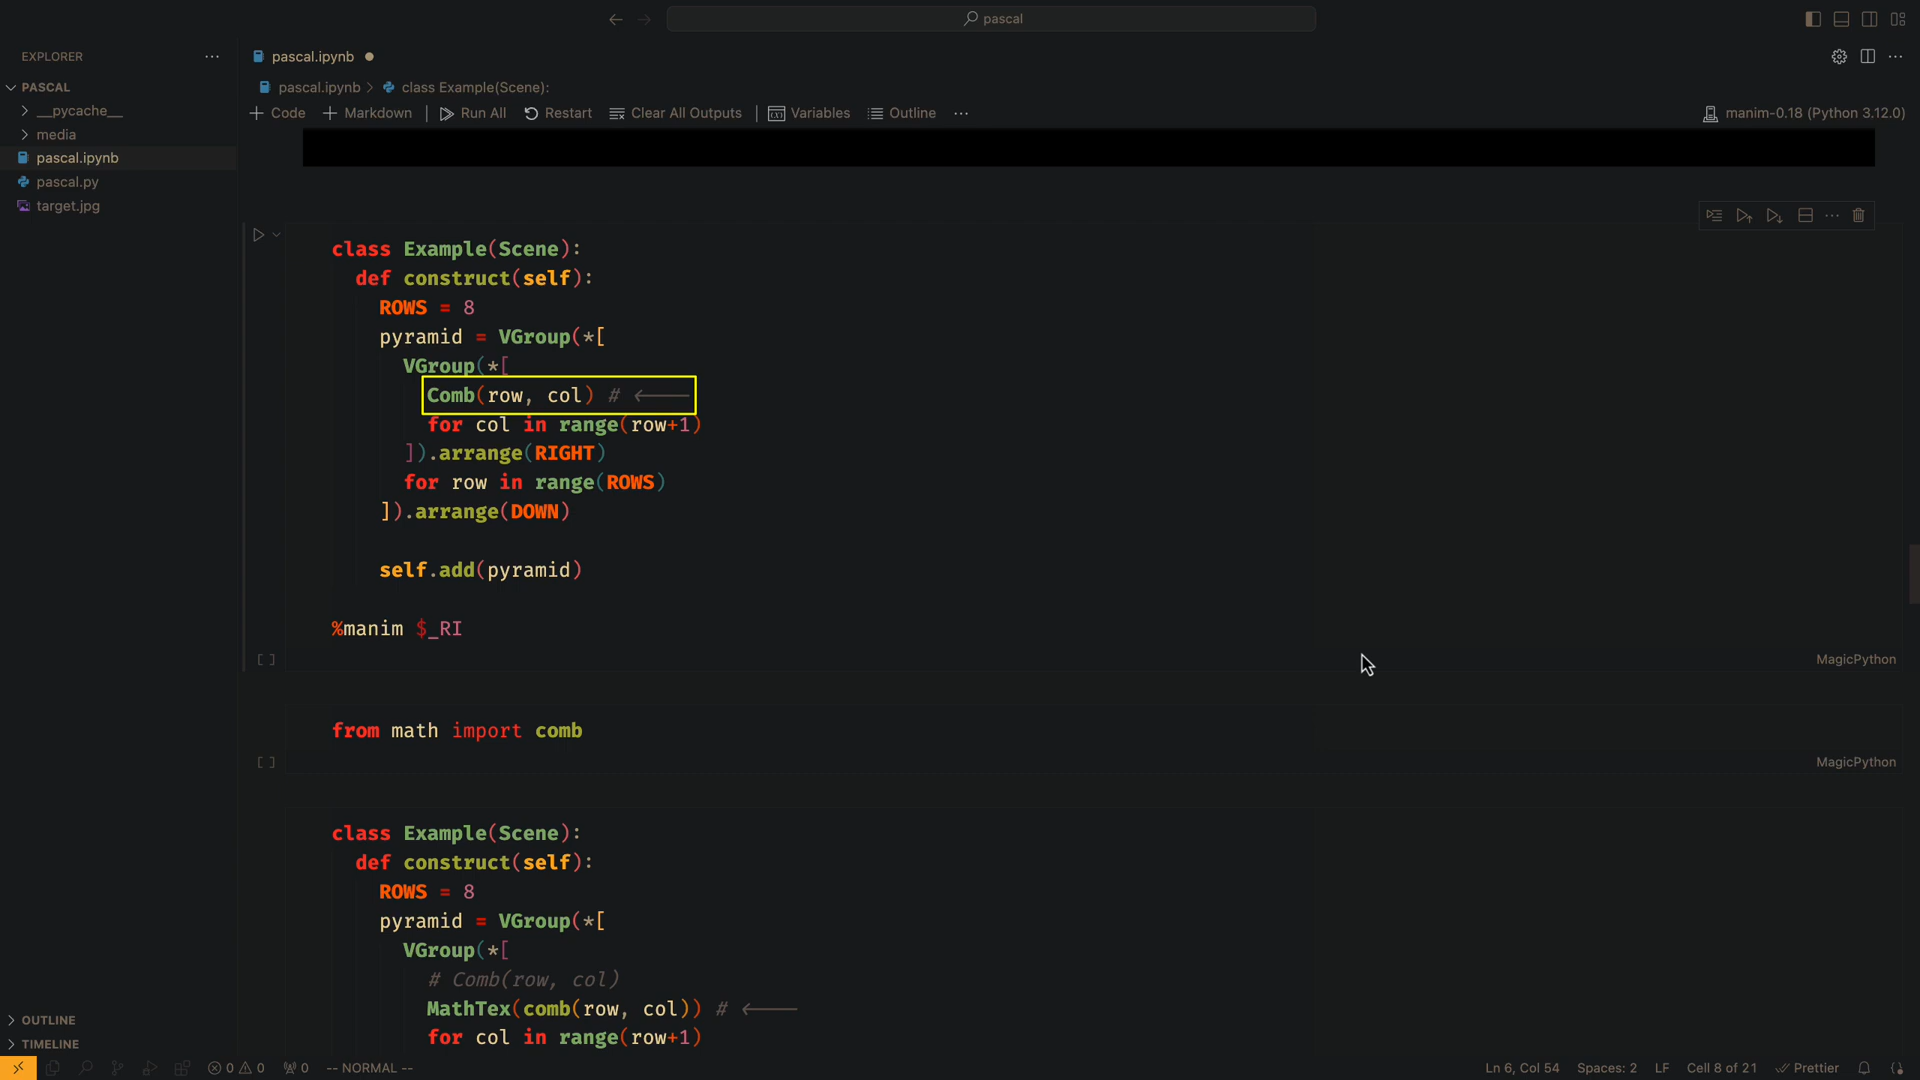 pascal
EXPLORER
pascal.ipynb
PASCAL
pascal.ipynb > class Example(Scene):
__pycache__
Code Markdown Run All Restart Clear All Outputs Variables Outline ...
manim-0.18 (Python 3.12.0)
media
pascal.ipynb
pascal.py
target.jpg
class Example(Scene):
def construct(self):
ROWS = 8
pyramid = VGroup(*[
VGroup(*[
Comb(row, col) # <----
for col in range(row+1)
]).arrange(RIGHT)
for row in range(ROWS)
]).arrange(DOWN)
self.add(pyramid)
%manim $_RI
[ ]
MagicPython
from math import comb
[ ]
MagicPython
class Example(Scene):
def construct(self):
ROWS = 8
pyramid = VGroup(*[
VGroup(*[
# Comb(row, col)
MathTex(comb(row, col)) # <----
for col in range(row+1)
OUTLINE
TIMELINE
0 0 0 -- NORMAL --
Ln 6, Col 54 Spaces: 2 LF Cell 8 of 21 Prettier